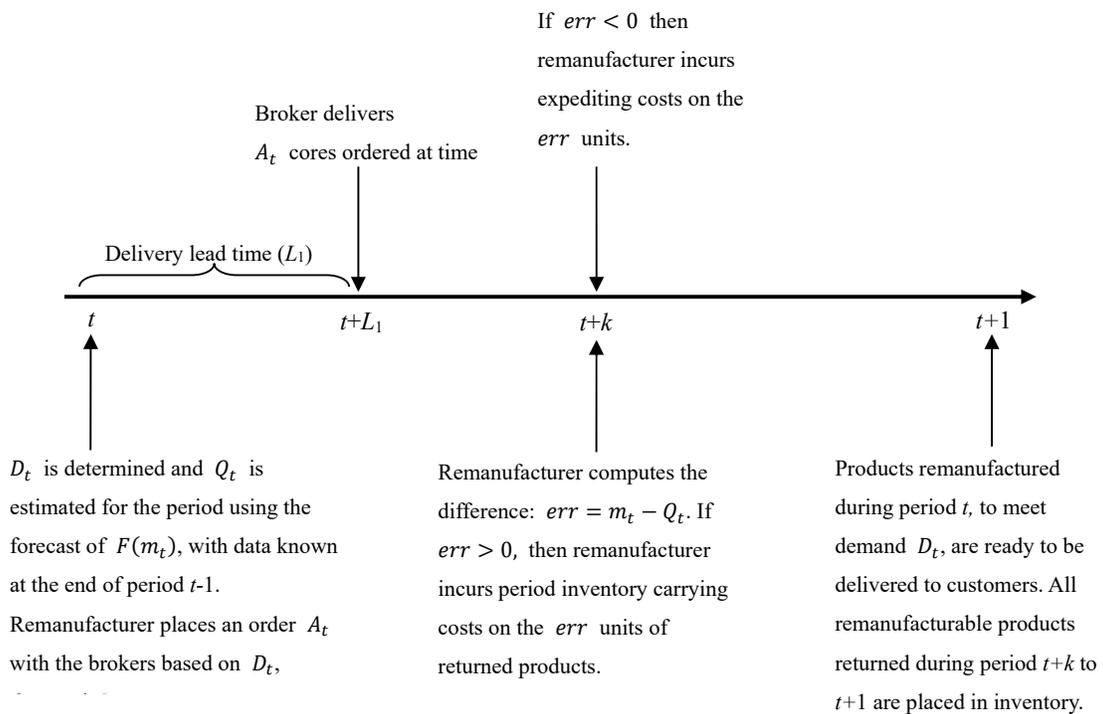 If err < 0 then
remanufacturer incurs
expediting costs on the
err units.
Broker delivers
A_t cores ordered at time
Delivery lead time (L₁)
t
t+L₁
t+k
t+1
D_t is determined and Q_t is
estimated for the period using the
forecast of F(m_t), with data known
at the end of period t-1.
Remanufacturer places an order A_t
with the brokers based on D_t,
Remanufacturer computes the
difference: err = m_t − Q_t. If
err > 0, then remanufacturer
incurs period inventory carrying
costs on the err units of
returned products.
Products remanufactured
during period t, to meet
demand D_t, are ready to be
delivered to customers. All
remanufacturable products
returned during period t+k to
t+1 are placed in inventory.